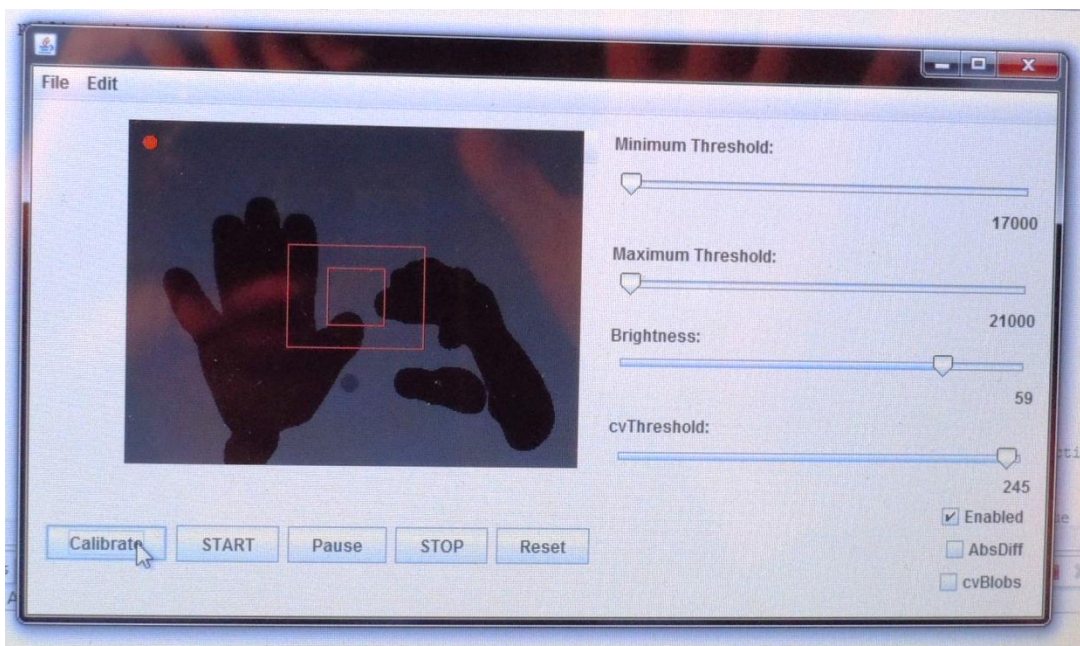 File Edit
Minimum Threshold:
17000
Maximum Threshold:
21000
Brightness:
59
cvThreshold:
245
Enabled
AbsDiff
cvBlobs
Calibrate START Pause STOP Reset